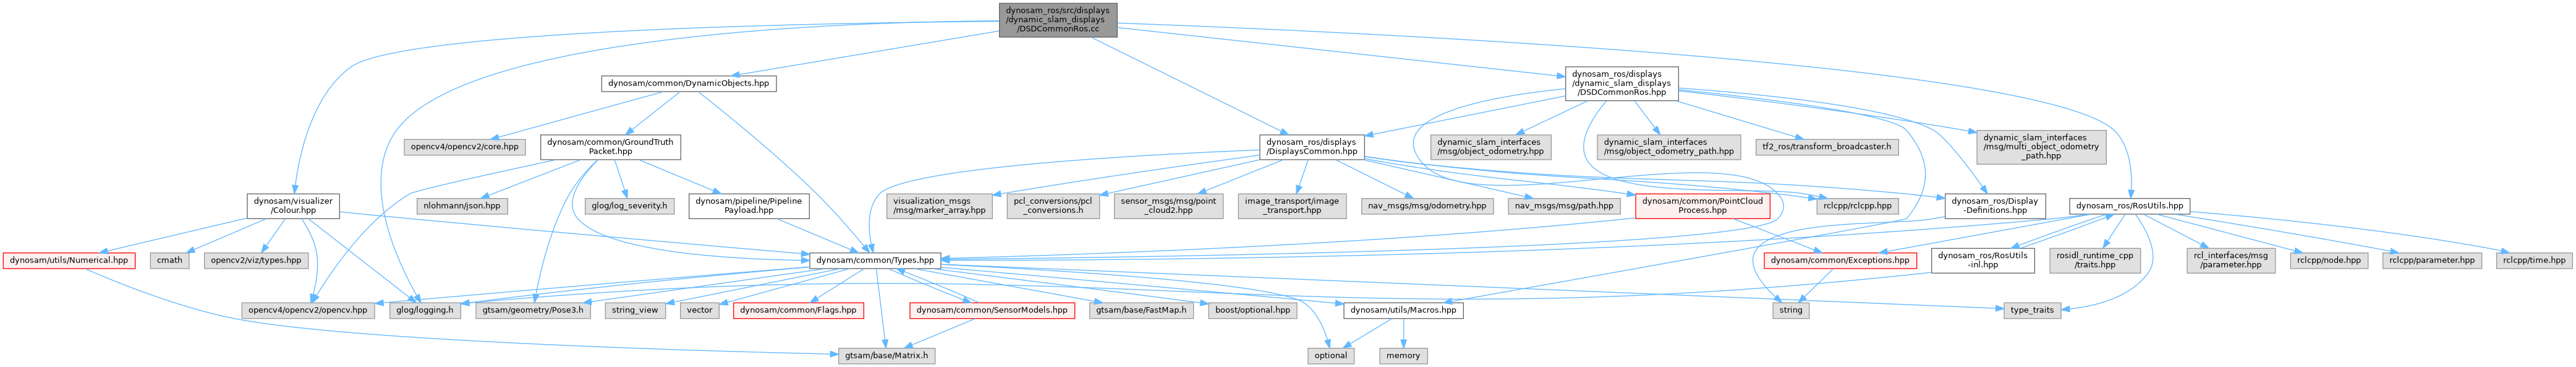 dynosam_ros/src/displays
/dynamic_slam_displays
/DSDCommonRos.cc
dynosam/common/DynamicObjects.hpp
dynosam_ros/displays
/dynamic_slam_displays
/DSDCommonRos.hpp
opencv4/opencv2/core.hpp
dynosam/common/GroundTruth
Packet.hpp
dynosam_ros/displays
/DisplaysCommon.hpp
dynamic_slam_interfaces
/msg/object_odometry.hpp
dynamic_slam_interfaces
/msg/object_odometry_path.hpp
tf2_ros/transform_broadcaster.h
dynamic_slam_interfaces
/msg/multi_object_odometry
_path.hpp
dynosam/visualizer
/Colour.hpp
nlohmann/json.hpp
glog/log_severity.h
dynosam/pipeline/Pipeline
Payload.hpp
visualization_msgs
/msg/marker_array.hpp
pcl_conversions/pcl
_conversions.h
sensor_msgs/msg/point
_cloud2.hpp
image_transport/image
_transport.hpp
nav_msgs/msg/odometry.hpp
nav_msgs/msg/path.hpp
dynosam/common/PointCloud
Process.hpp
rclcpp/rclcpp.hpp
dynosam_ros/Display
-Definitions.hpp
dynosam_ros/RosUtils.hpp
dynosam/utils/Numerical.hpp
cmath
opencv2/viz/types.hpp
dynosam/common/Types.hpp
dynosam/common/Exceptions.hpp
dynosam_ros/RosUtils
-inl.hpp
rosidl_runtime_cpp
/traits.hpp
rcl_interfaces/msg
/parameter.hpp
rclcpp/node.hpp
rclcpp/parameter.hpp
rclcpp/time.hpp
opencv4/opencv2/opencv.hpp
glog/logging.h
gtsam/geometry/Pose3.h
string_view
vector
dynosam/common/Flags.hpp
dynosam/common/SensorModels.hpp
gtsam/base/FastMap.h
boost/optional.hpp
dynosam/utils/Macros.hpp
string
type_traits
gtsam/base/Matrix.h
optional
memory